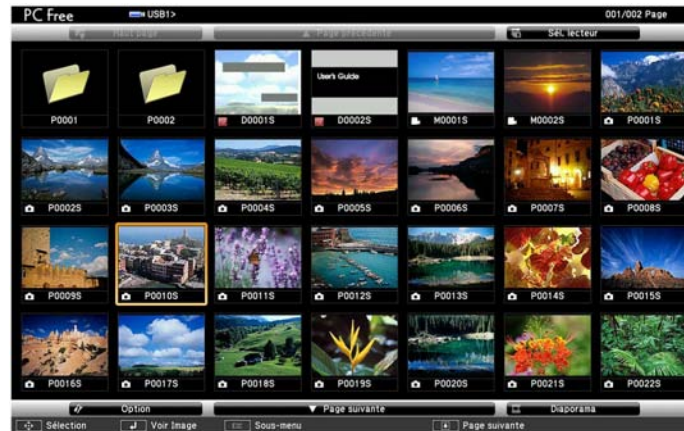 PC Free USB1> 001/002 Page
Haut page ▲ Page précédente Sél. lecteur
P0001 P0002 D0001S D0002S M0001S M0002S P0001S
User's Guide
P0002S P0003S P0004S P0005S P0006S P0007S P0008S
P0009S P0010S P0011S P0012S P0013S P0014S P0015S
P0016S P0017S P0018S P0019S P0020S P0021S P0022S
Option ▼ Page suivante Diaporama
Sélection Voir Image Sous-menu Page suivante